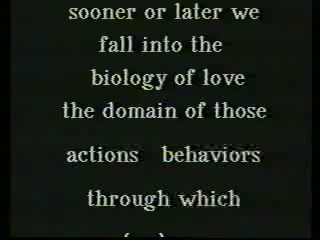 sooner or later we
fall into the
biology of love
the domain of those
actions behaviors
through which